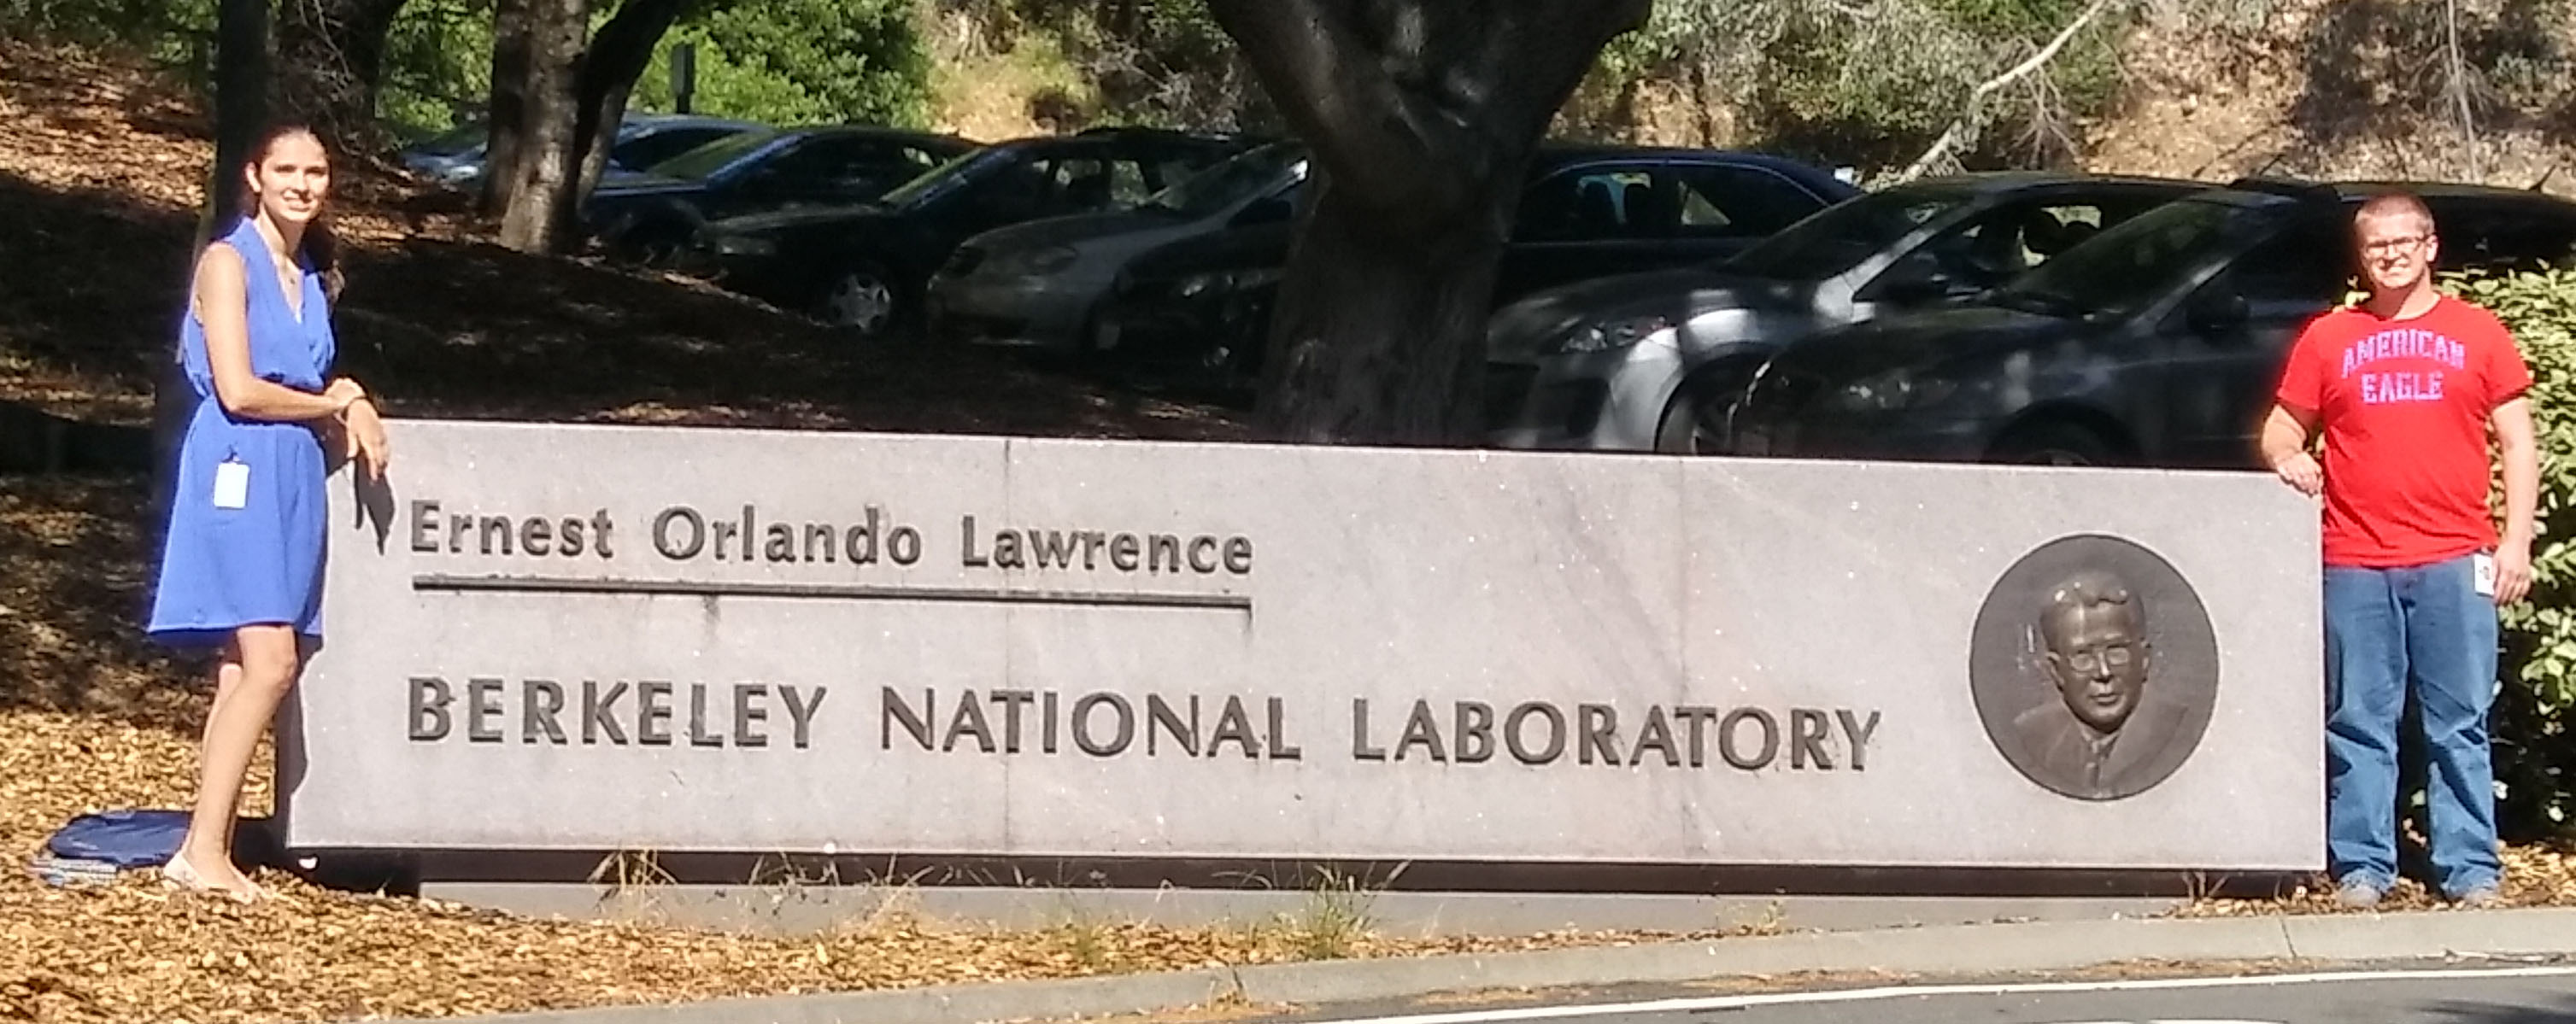 Ernest Orlando Lawrence
BERKELEY NATIONAL LABORATORY
AMERICAN
EAGLE